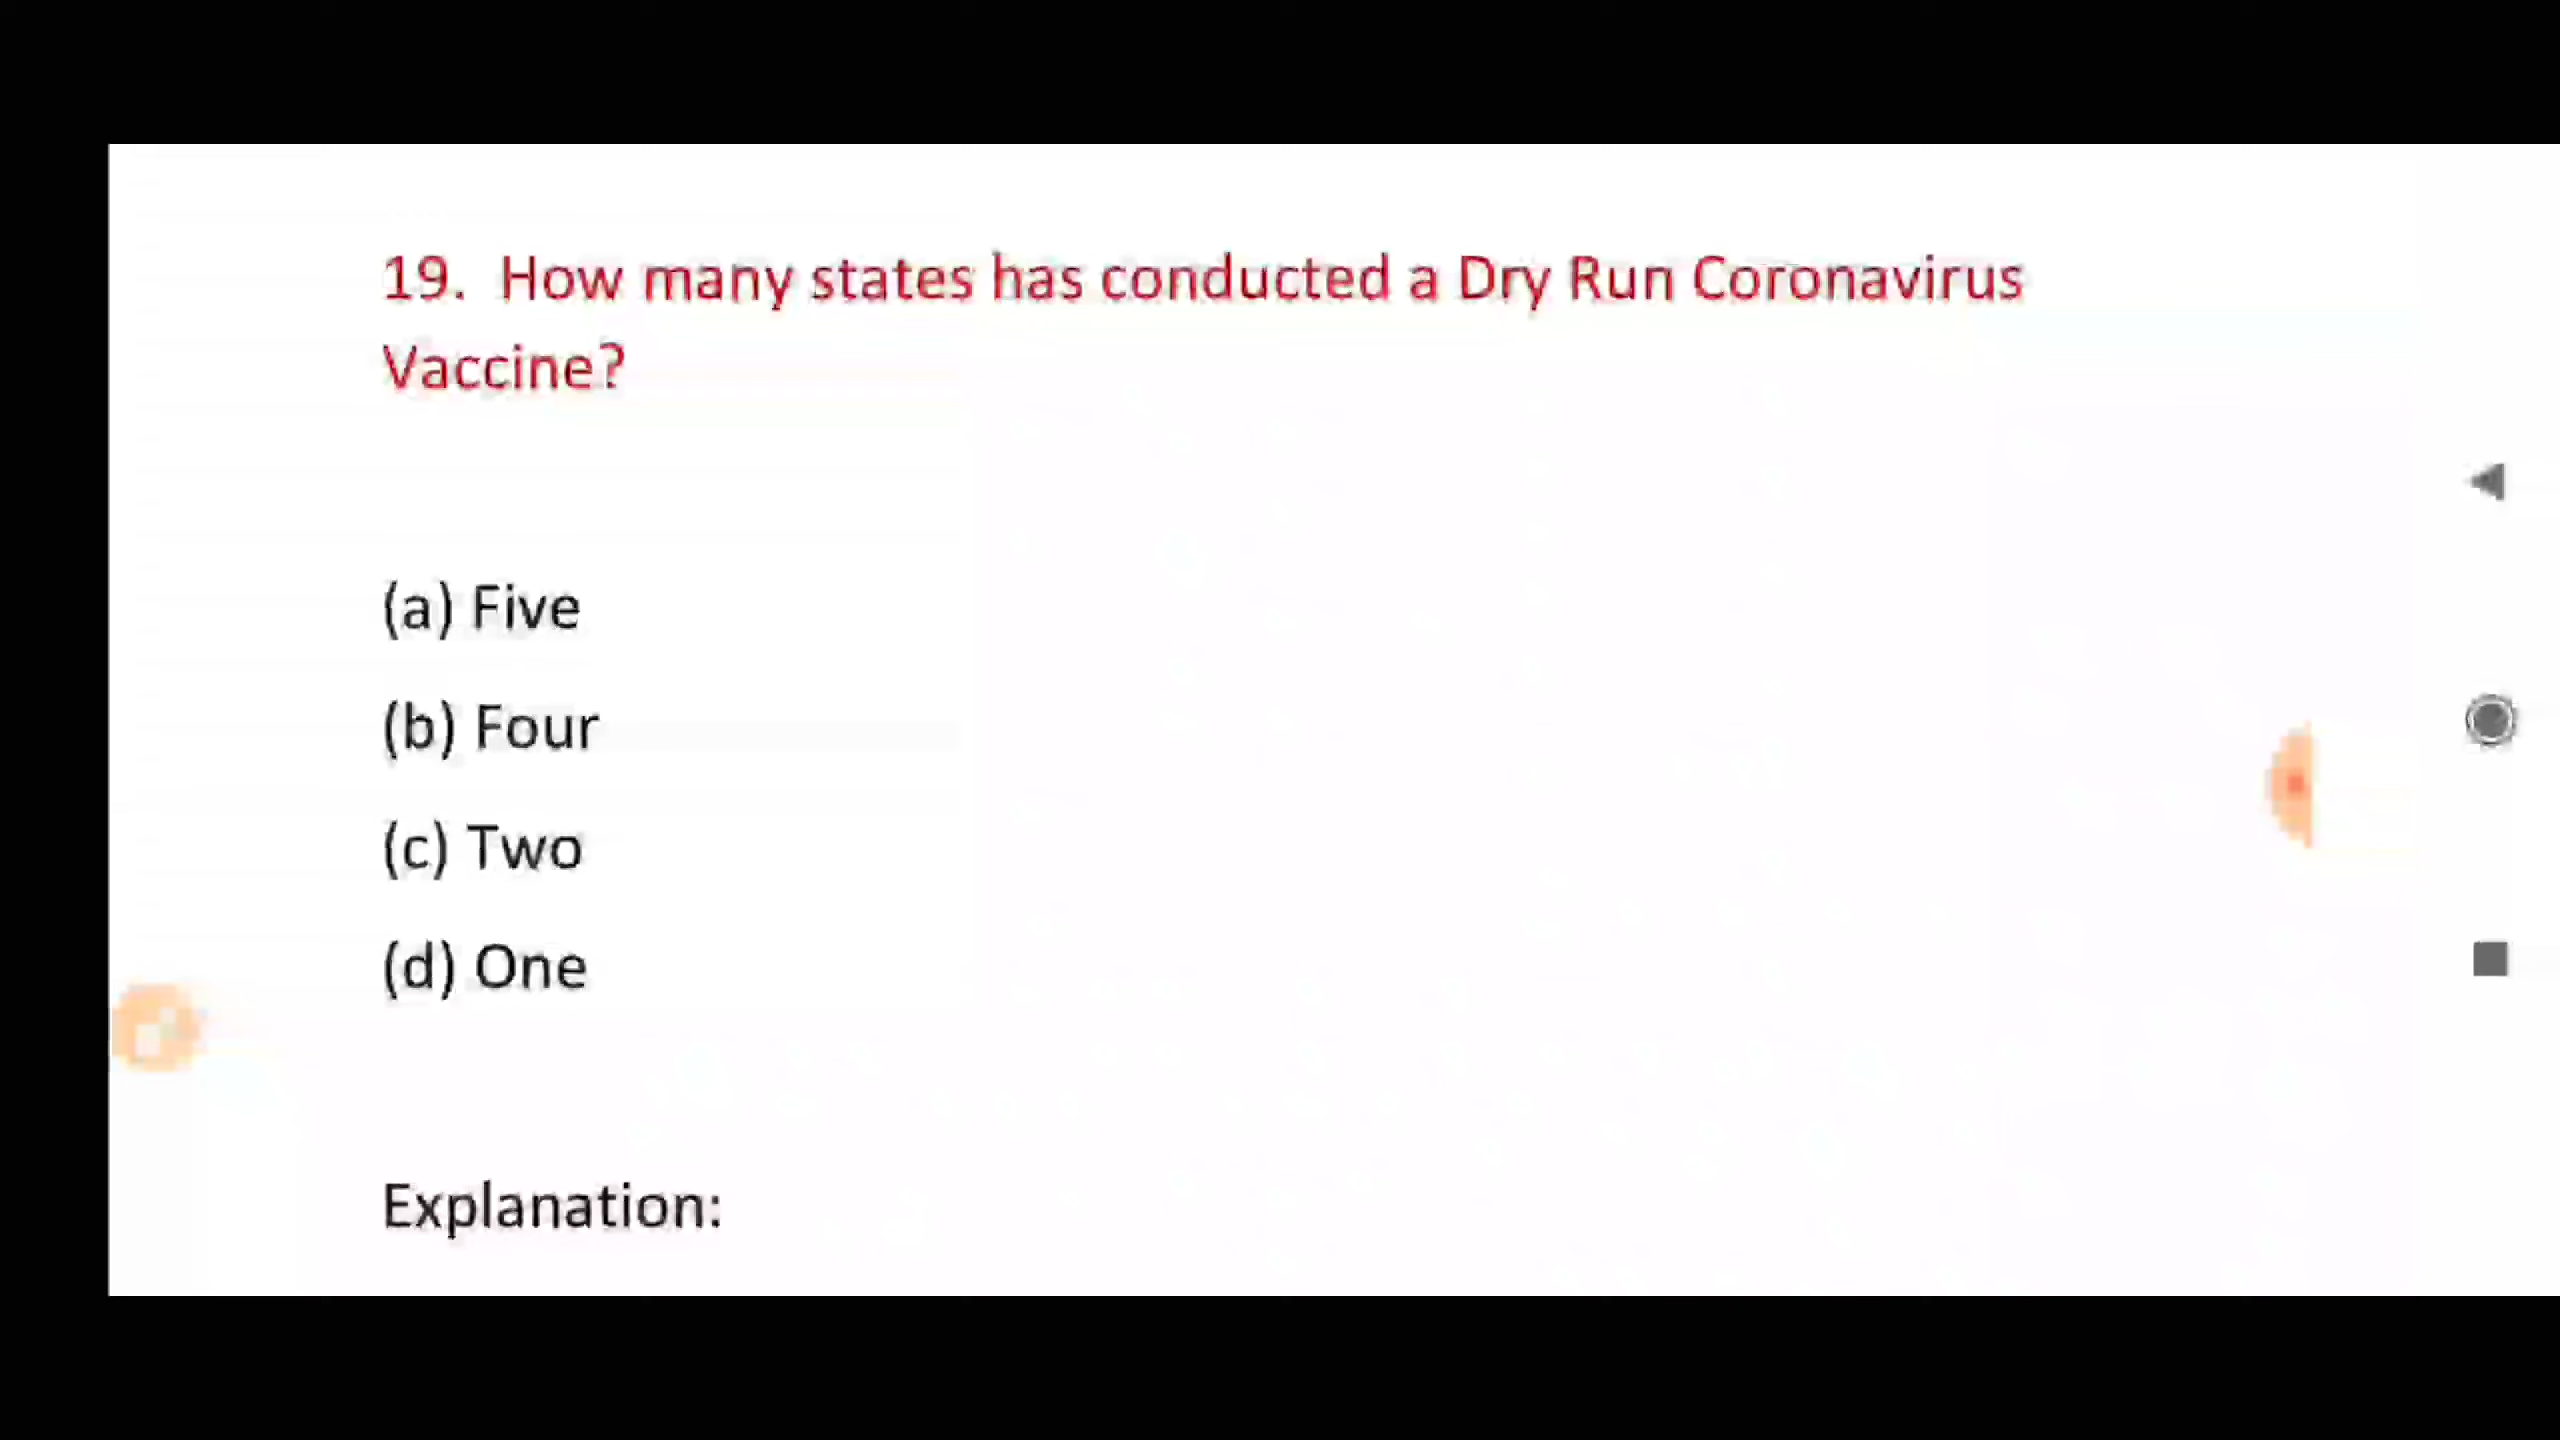 19. How many states has conducted a Dry Run Coronavirus
Vaccine?
(a) Five
(b) Four
(c) Two
(d) One
Explanation: